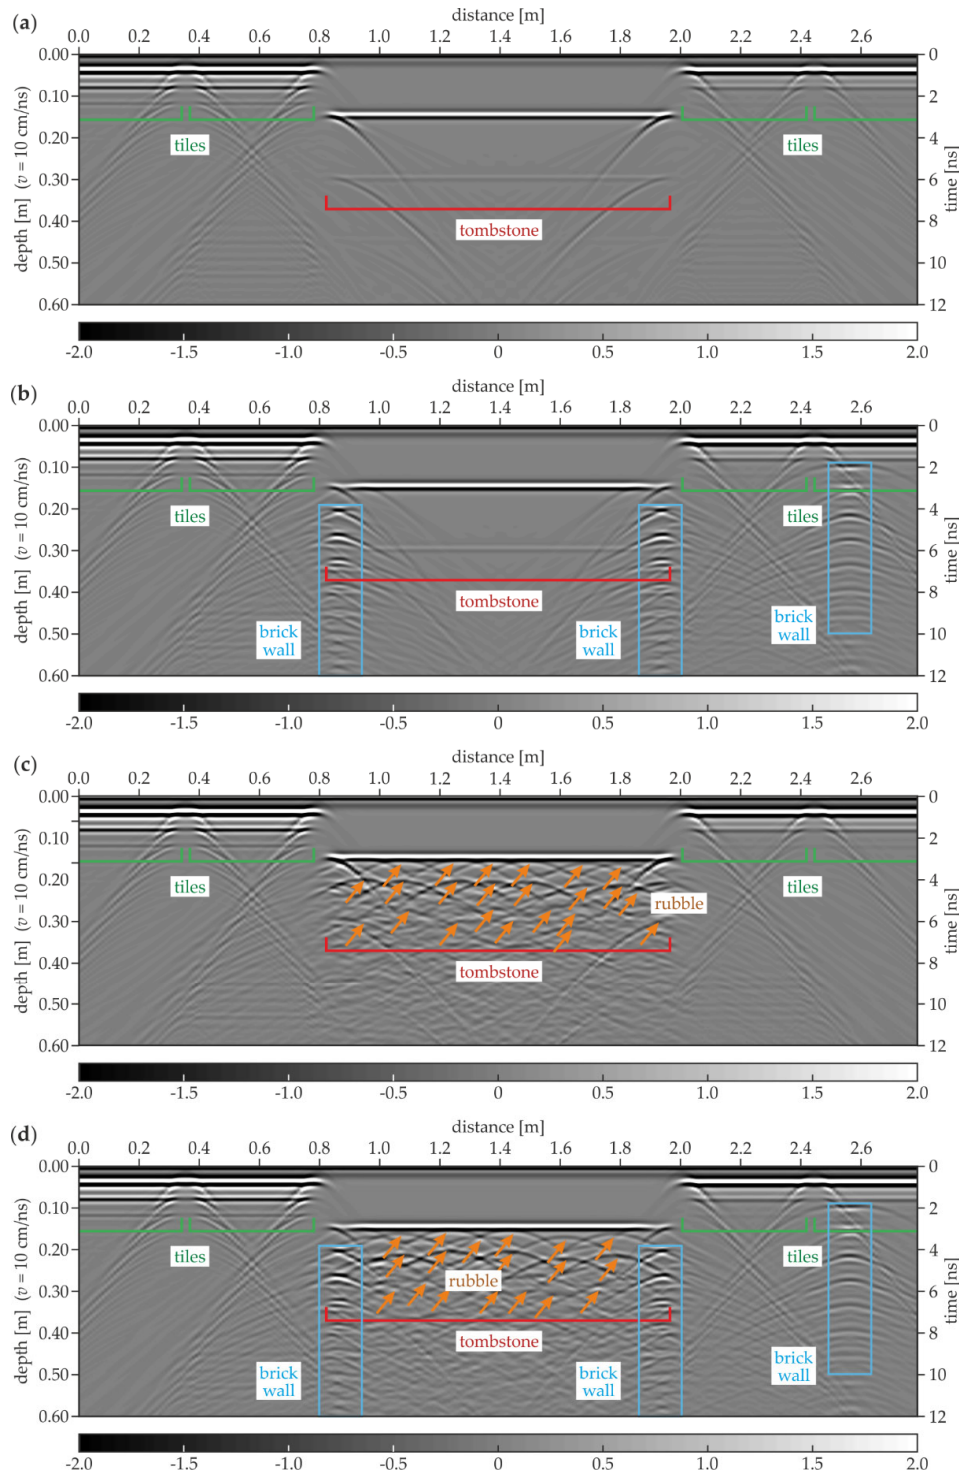 (a)
distance [m]
0.0 0.2 0.4 0.6 0.8 1.0 1.2 1.4 1.6 1.8 2.0 2.2 2.4 2.6
0.00 0
0.10 2
tiles tiles
0.20 4
0.30 6
tombstone
0.40 8
0.50 10
0.60 12
depth [m] (v = 10 cm/ns)
time [ns]
-2.0 -1.5 -1.0 -0.5 0 0.5 1.0 1.5 2.0
(b)
distance [m]
0.0 0.2 0.4 0.6 0.8 1.0 1.2 1.4 1.6 1.8 2.0 2.2 2.4 2.6
0.00 0
0.10 2
0.20 4
tiles tiles
0.30 6
0.40 8
tombstone
brick wall brick wall brick wall
0.50 10
0.60 12
depth [m] (v = 10 cm/ns)
time [ns]
-2.0 -1.5 -1.0 -0.5 0 0.5 1.0 1.5 2.0
(c)
distance [m]
0.0 0.2 0.4 0.6 0.8 1.0 1.2 1.4 1.6 1.8 2.0 2.2 2.4 2.6
0.00 0
0.10 2
0.20 4
tiles tiles
rubble
0.30 6
0.40 8
tombstone
0.50 10
0.60 12
depth [m] (v = 10 cm/ns)
time [ns]
-2.0 -1.5 -1.0 -0.5 0 0.5 1.0 1.5 2.0
(d)
distance [m]
0.0 0.2 0.4 0.6 0.8 1.0 1.2 1.4 1.6 1.8 2.0 2.2 2.4 2.6
0.00 0
0.10 2
0.20 4
tiles tiles
rubble
0.30 6
0.40 8
tombstone
brick wall brick wall brick wall
0.50 10
0.60 12
depth [m] (v = 10 cm/ns)
time [ns]
-2.0 -1.5 -1.0 -0.5 0 0.5 1.0 1.5 2.0